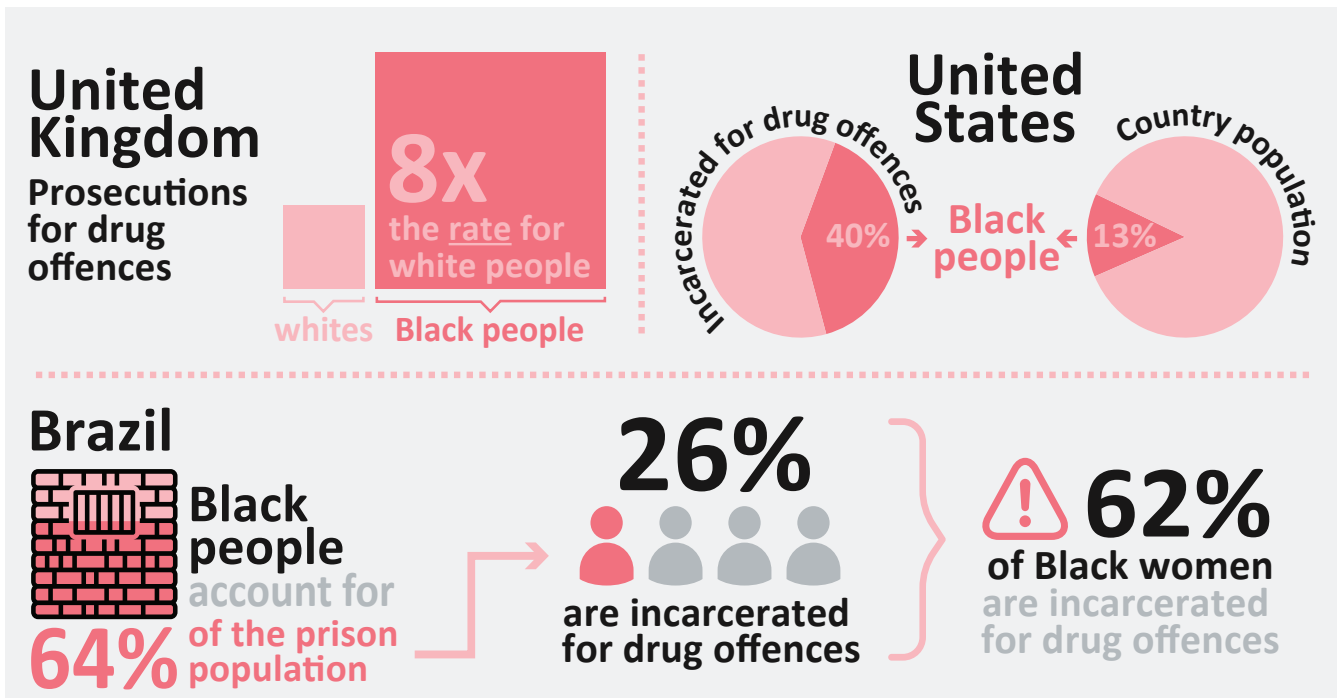 United
Kingdom
Prosecutions
for drug
offences
8x
the rate for
white people
whites
Black people
United
States
Incarcerated for drug offences
40%
Black
people
13%
Country population
Brazil
Black
people
account for
64%
of the prison
population
26%
are incarcerated
for drug offences
62%
of Black women
are incarcerated
for drug offences